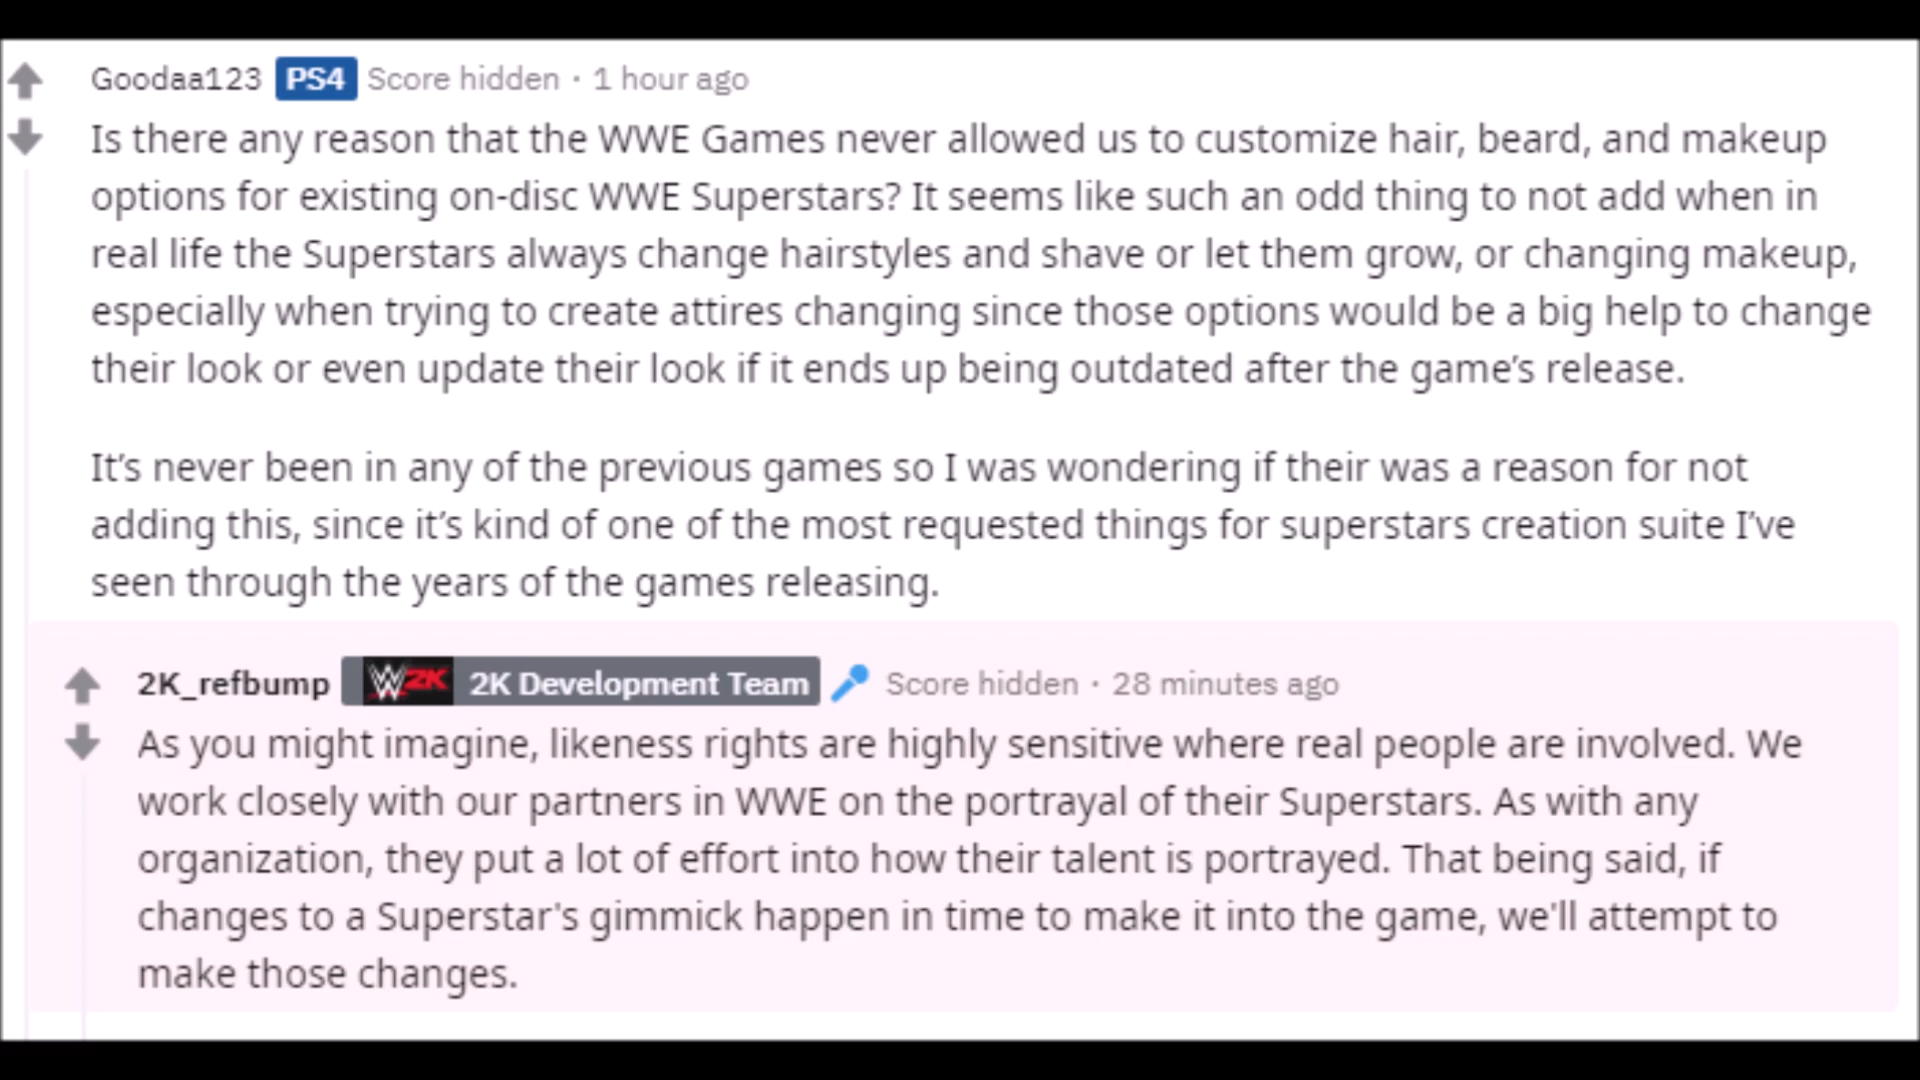 Goodaa123 PS4 Score hidden · 1 hour ago
Is there any reason that the WWE Games never allowed us to customize hair, beard, and makeup
options for existing on-disc WWE Superstars? It seems like such an odd thing to not add when in
real life the Superstars always change hairstyles and shave or let them grow, or changing makeup,
especially when trying to create attires changing since those options would be a big help to change
their look or even update their look if it ends up being outdated after the game’s release.
It’s never been in any of the previous games so I was wondering if their was a reason for not
adding this, since it’s kind of one of the most requested things for superstars creation suite I’ve
seen through the years of the games releasing.
2K_refbump W2K 2K Development Team Score hidden · 28 minutes ago
As you might imagine, likeness rights are highly sensitive where real people are involved. We
work closely with our partners in WWE on the portrayal of their Superstars. As with any
organization, they put a lot of effort into how their talent is portrayed. That being said, if
changes to a Superstar's gimmick happen in time to make it into the game, we'll attempt to
make those changes.